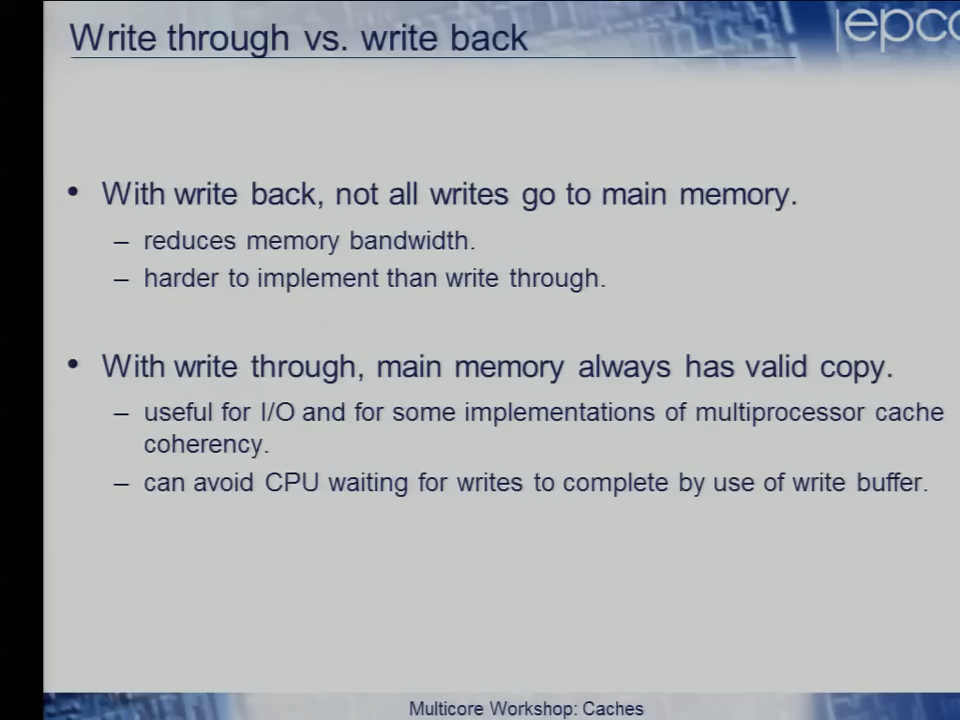 Write through vs. write back
|epcc
• With write back, not all writes go to main memory.
– reduces memory bandwidth.
– harder to implement than write through.
• With write through, main memory always has valid copy.
– useful for I/O and for some implementations of multiprocessor cache
coherency.
– can avoid CPU waiting for writes to complete by use of write buffer.
Multicore Workshop: Caches